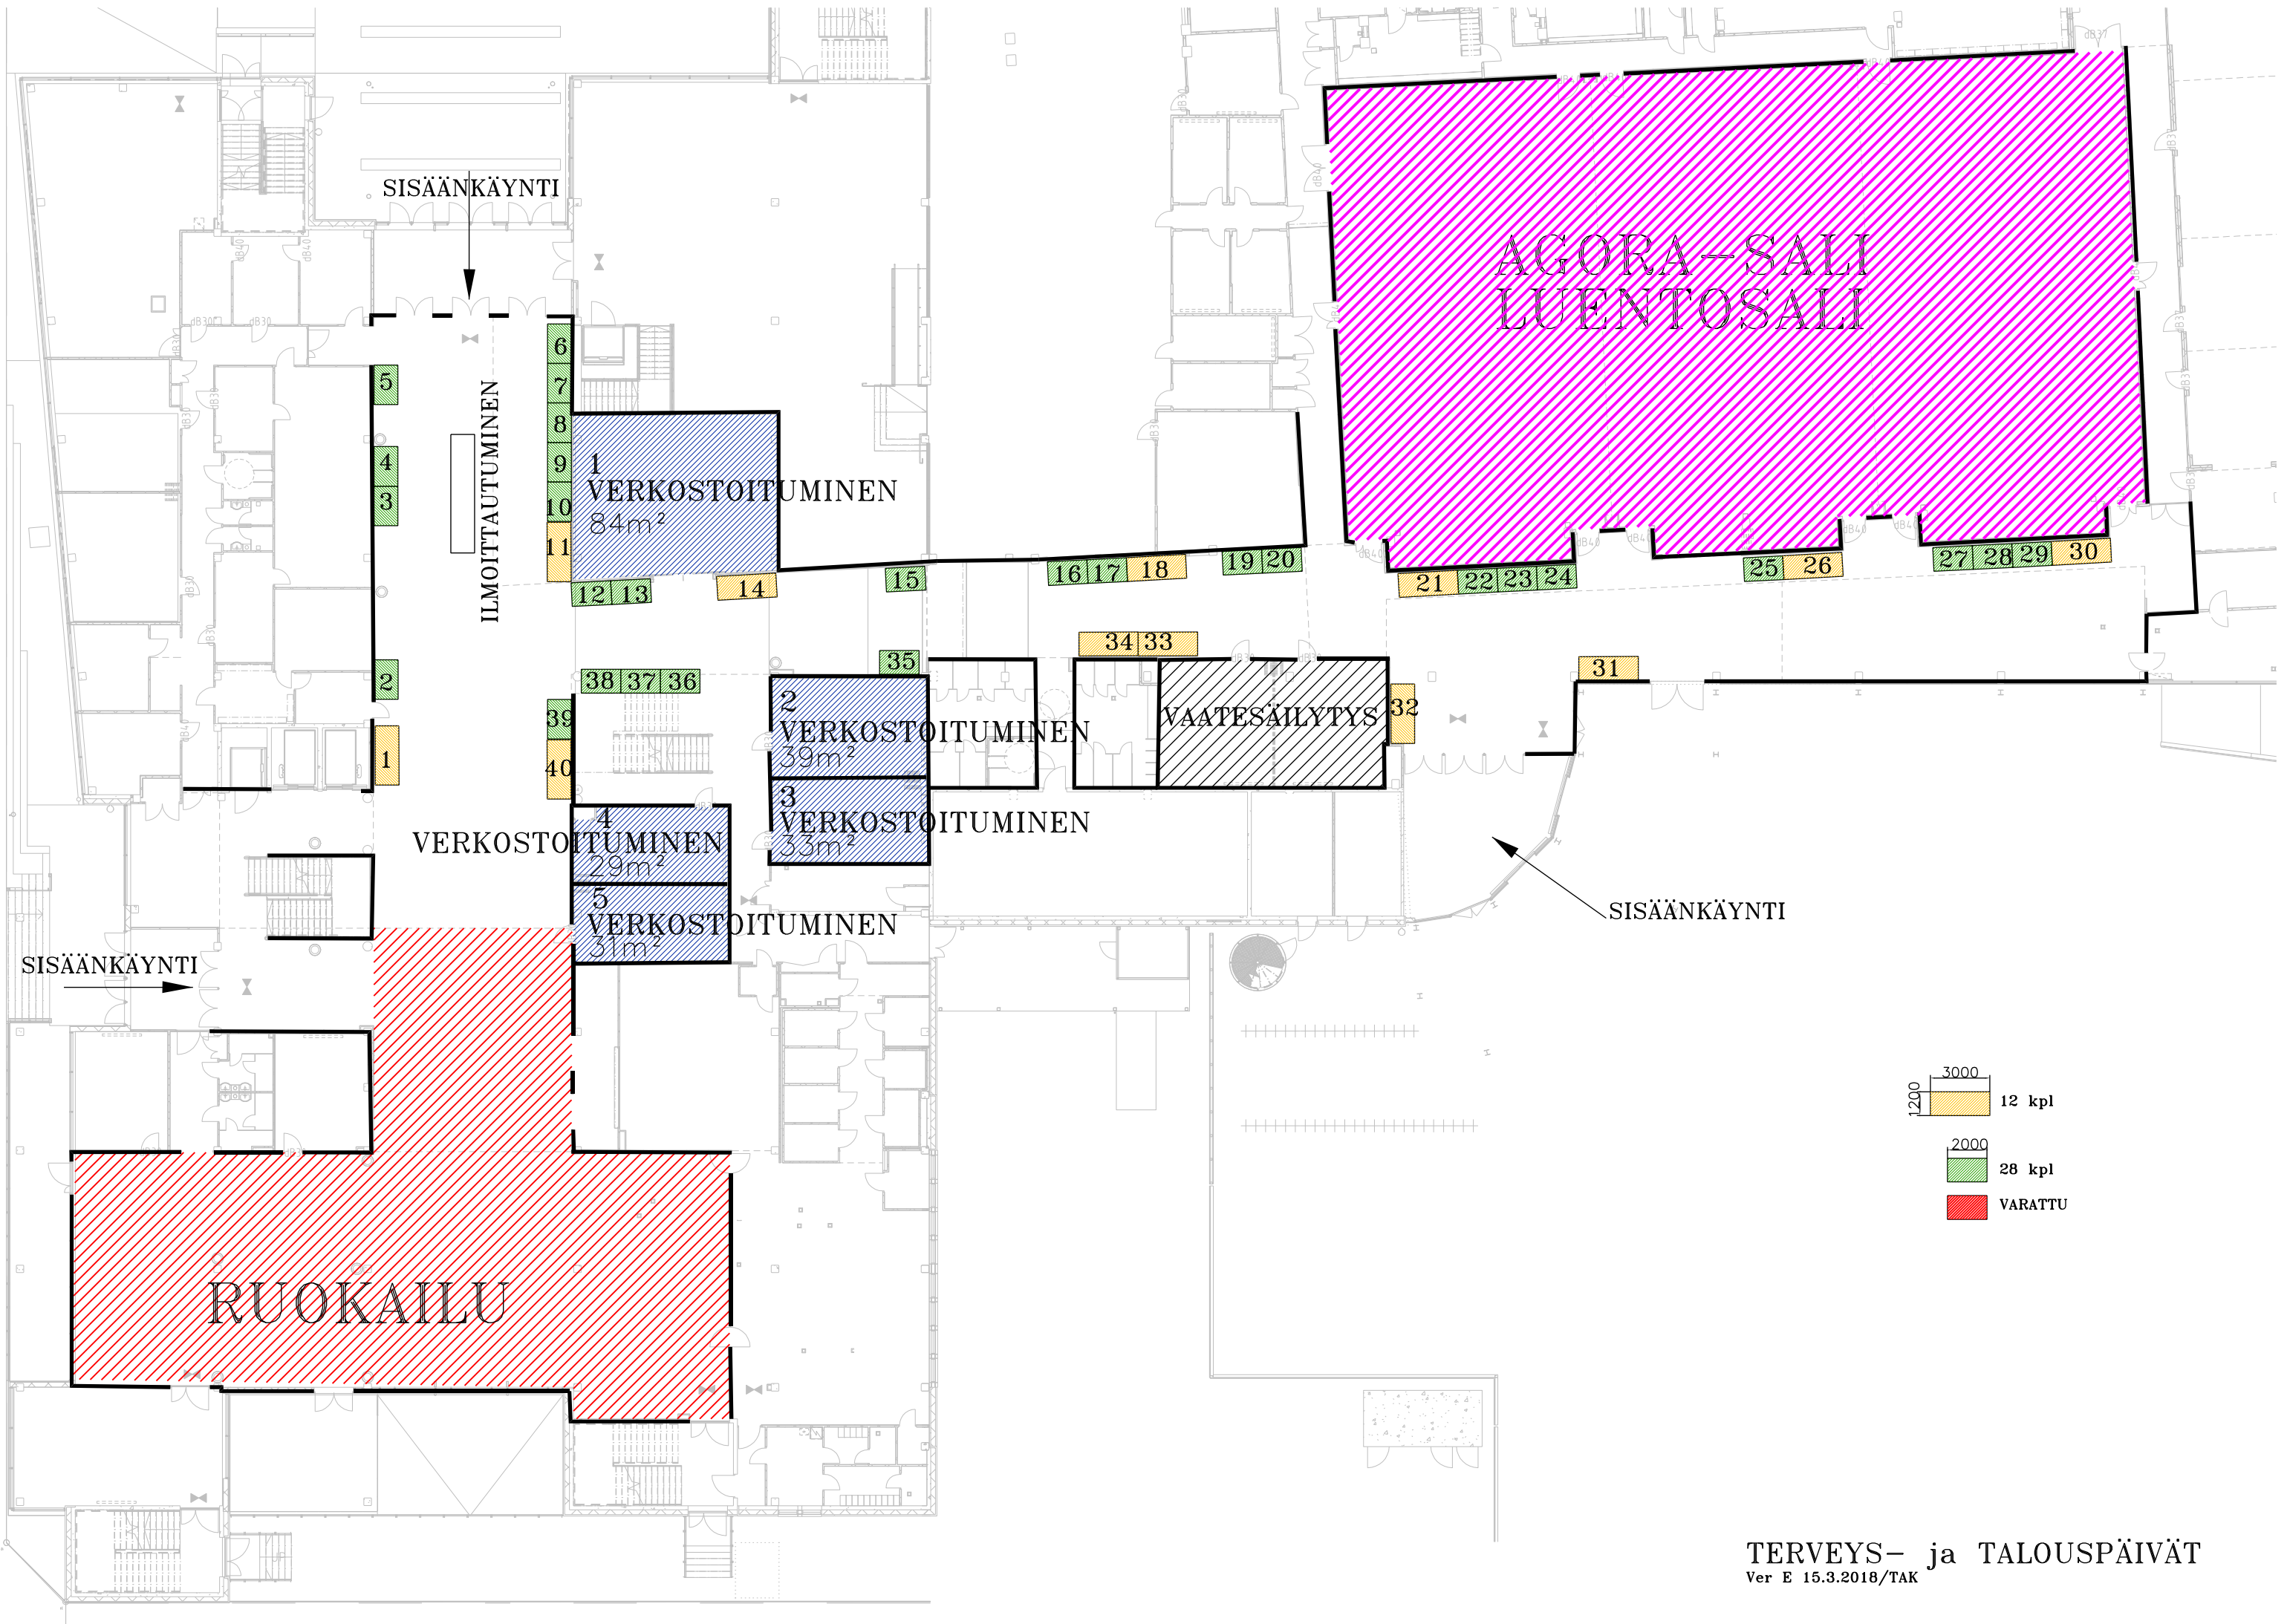 SISÄÄNKÄYNTI
AGORA-SALI
LUENTOSALI
ILMOITTAUTUMINEN
5
4
3
2
1
6
7
8
9
10
11
1
VERKOSTOITUMINEN
84m²
12
13
14
15
16
17
18
19
20
21
22
23
24
25
26
27
28
29
30
31
32
34
33
35
38
37
36
39
40
2
VERKOSTOITUMINEN
39m²
3
VERKOSTOITUMINEN
33m²
VAATESÄILYTYS
4
VERKOSTOITUMINEN
29m²
5
VERKOSTOITUMINEN
31m²
SISÄÄNKÄYNTI
SISÄÄNKÄYNTI
RUOKAILU
3000
1200
12 kpl
2000
28 kpl
VARATTU
TERVEYS- ja TALOUSPÄIVÄT
Ver E 15.3.2018/TAK